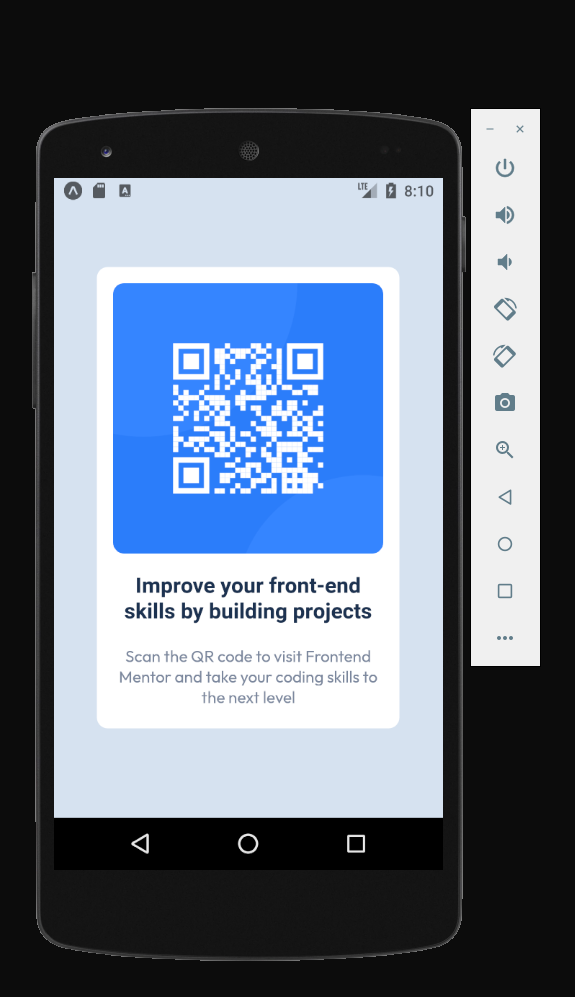 LTE 8:10
Improve your front-end
skills by building projects
Scan the QR code to visit Frontend
Mentor and take your coding skills to
the next level